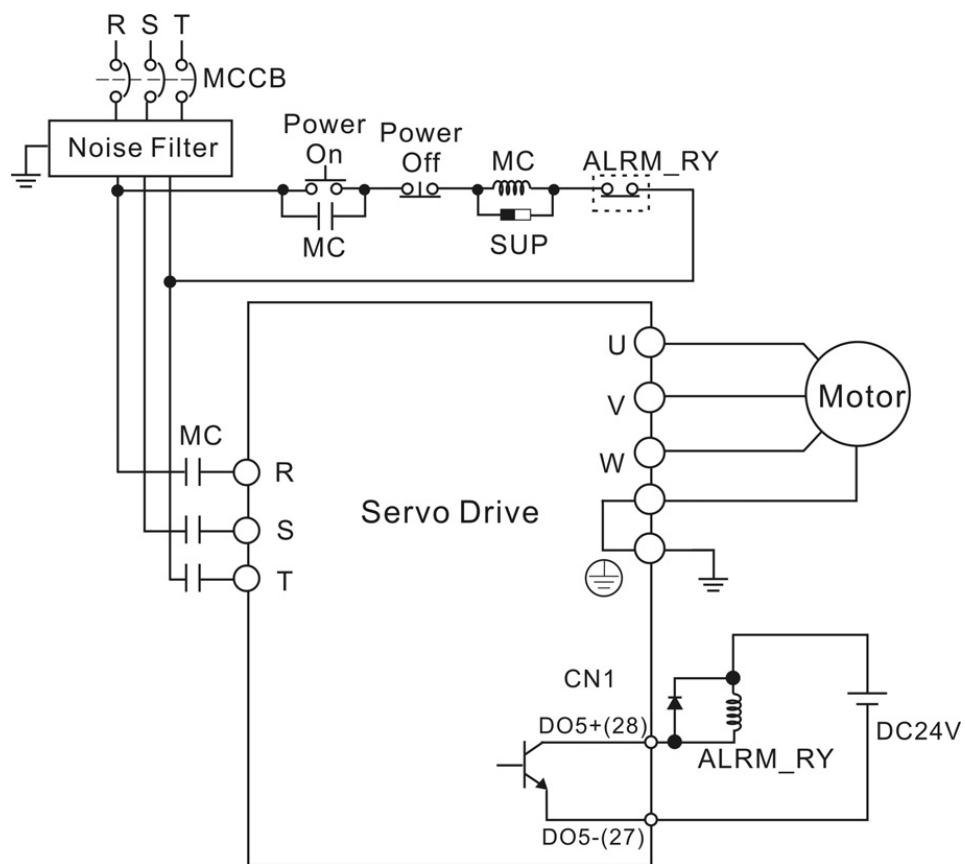 R S T
MCCB
Noise Filter
Power On
Power Off
MC
ALRM_RY
MC
SUP
U
V
W
Motor
MC
R
S
T
Servo Drive
CN1
DO5+(28)
DC24V
ALRM_RY
DO5-(27)